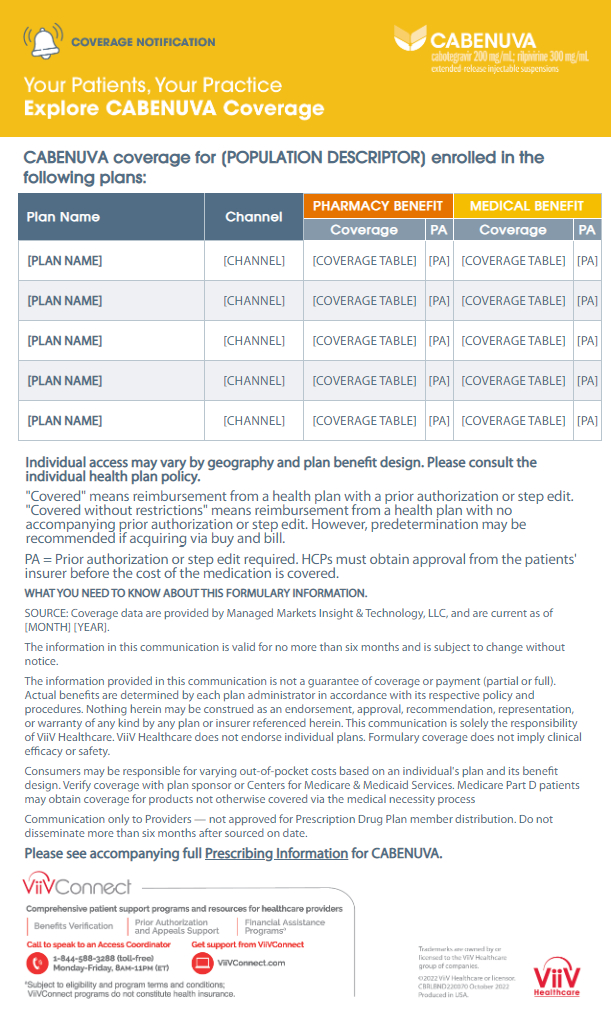 COVERAGE NOTIFICATION
CABENUVA
cabotegravir 200 mg/mL; rilpivirine 300 mg/mL
extended-release injectable suspensions
Your Patients, Your Practice
Explore CABENUVA Coverage
CABENUVA coverage for [POPULATION DESCRIPTOR] enrolled in the
following plans:
Plan Name Channel PHARMACY BENEFIT MEDICAL BENEFIT
Coverage PA Coverage PA
[PLAN NAME] [CHANNEL] [COVERAGE TABLE] [PA] [COVERAGE TABLE] [PA]
[PLAN NAME] [CHANNEL] [COVERAGE TABLE] [PA] [COVERAGE TABLE] [PA]
[PLAN NAME] [CHANNEL] [COVERAGE TABLE] [PA] [COVERAGE TABLE] [PA]
[PLAN NAME] [CHANNEL] [COVERAGE TABLE] [PA] [COVERAGE TABLE] [PA]
[PLAN NAME] [CHANNEL] [COVERAGE TABLE] [PA] [COVERAGE TABLE] [PA]
Individual access may vary by geography and plan benefit design. Please consult the
individual health plan policy.
"Covered" means reimbursement from a health plan with a prior authorization or step edit.
"Covered without restrictions" means reimbursement from a health plan with no
accompanying prior authorization or step edit. However, predetermination may be
recommended if acquiring via buy and bill.
PA = Prior authorization or step edit required. HCPs must obtain approval from the patients'
insurer before the cost of the medication is covered.
WHAT YOU NEED TO KNOW ABOUT THIS FORMULARY INFORMATION.
SOURCE: Coverage data are provided by Managed Markets Insight & Technology, LLC, and are current as of
[MONTH] [YEAR].
The information in this communication is valid for no more than six months and is subject to change without
notice.
The information provided in this communication is not a guarantee of coverage or payment (partial or full).
Actual benefits are determined by each plan administrator in accordance with its respective policy and
procedures. Nothing herein may be construed as an endorsement, approval, recommendation, representation,
or warranty of any kind by any plan or insurer referenced herein. This communication is solely the responsibility
of ViiV Healthcare. ViiV Healthcare does not endorse individual plans. Formulary coverage does not imply clinical
efficacy or safety.
Consumers may be responsible for varying out-of-pocket costs based on an individual's plan and its benefit
design. Verify coverage with plan sponsor or Centers for Medicare & Medicaid Services. Medicare Part D patients
may obtain coverage for products not otherwise covered via the medical necessity process
Communication only to Providers — not approved for Prescription Drug Plan member distribution. Do not
disseminate more than six months after sourced on date.
Please see accompanying full Prescribing Information for CABENUVA.
ViiVConnect
Comprehensive patient support programs and resources for healthcare providers
Benefits Verification
Prior Authorization
and Appeals Support
Financial Assistance
Programs*
Call to speak to an Access Coordinator
1-844-588-3288 (toll-free)
Monday-Friday, 8AM-11PM (ET)
Get support from ViiVConnect
ViiVConnect.com
*Subject to eligibility and program terms and conditions;
ViiVConnect programs do not constitute health insurance.
Trademarks are owned by or
licensed to the ViiV Healthcare
group of companies.
©2022 ViiV Healthcare or licensor.
CBRLBND220070 October 2022
Produced in USA.
ViiV
Healthcare